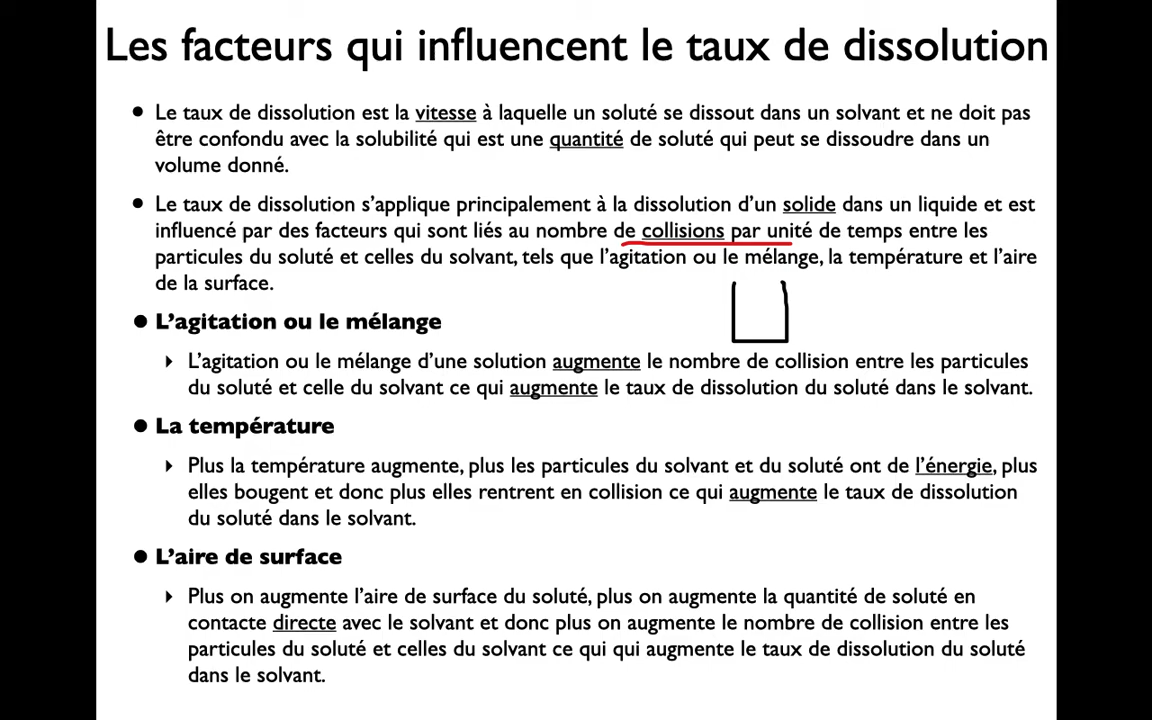 Les facteurs qui influencent le taux de dissolution
• Le taux de dissolution est la vitesse à laquelle un soluté se dissout dans un solvant et ne doit pas
être confondu avec la solubilité qui est une quantité de soluté qui peut se dissoudre dans un
volume donné.
• Le taux de dissolution s’applique principalement à la dissolution d’un solide dans un liquide et est
influencé par des facteurs qui sont liés au nombre de collisions par unité de temps entre les
particules du soluté et celles du solvant, tels que l’agitation ou le mélange, la température et l’aire
de la surface.
• L’agitation ou le mélange
‣ L’agitation ou le mélange d’une solution augmente le nombre de collision entre les particules
du soluté et celle du solvant ce qui augmente le taux de dissolution du soluté dans le solvant.
• La température
‣ Plus la température augmente, plus les particules du solvant et du soluté ont de l’énergie, plus
elles bougent et donc plus elles rentrent en collision ce qui augmente le taux de dissolution
du soluté dans le solvant.
• L’aire de surface
‣ Plus on augmente l’aire de surface du soluté, plus on augmente la quantité de soluté en
contacte directe avec le solvant et donc plus on augmente le nombre de collision entre les
particules du soluté et celles du solvant ce qui qui augmente le taux de dissolution du soluté
dans le solvant.